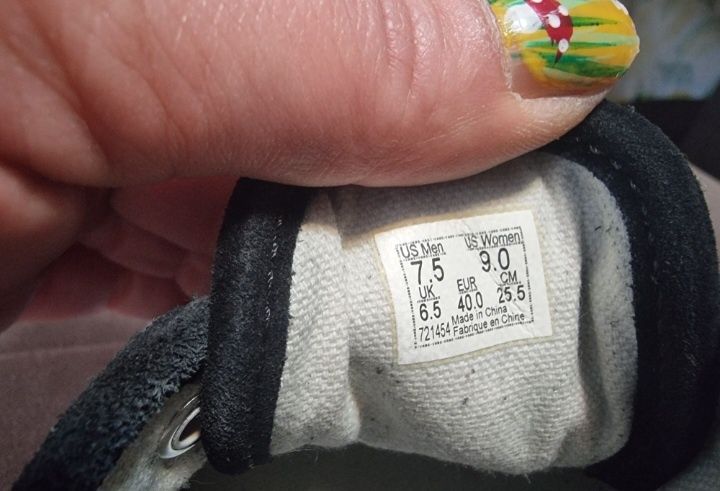 US Men US Women
7.5 9.0
UK EUR CM
6.5 40.0 25.5
Made in China
721454 Fabrique en Chine